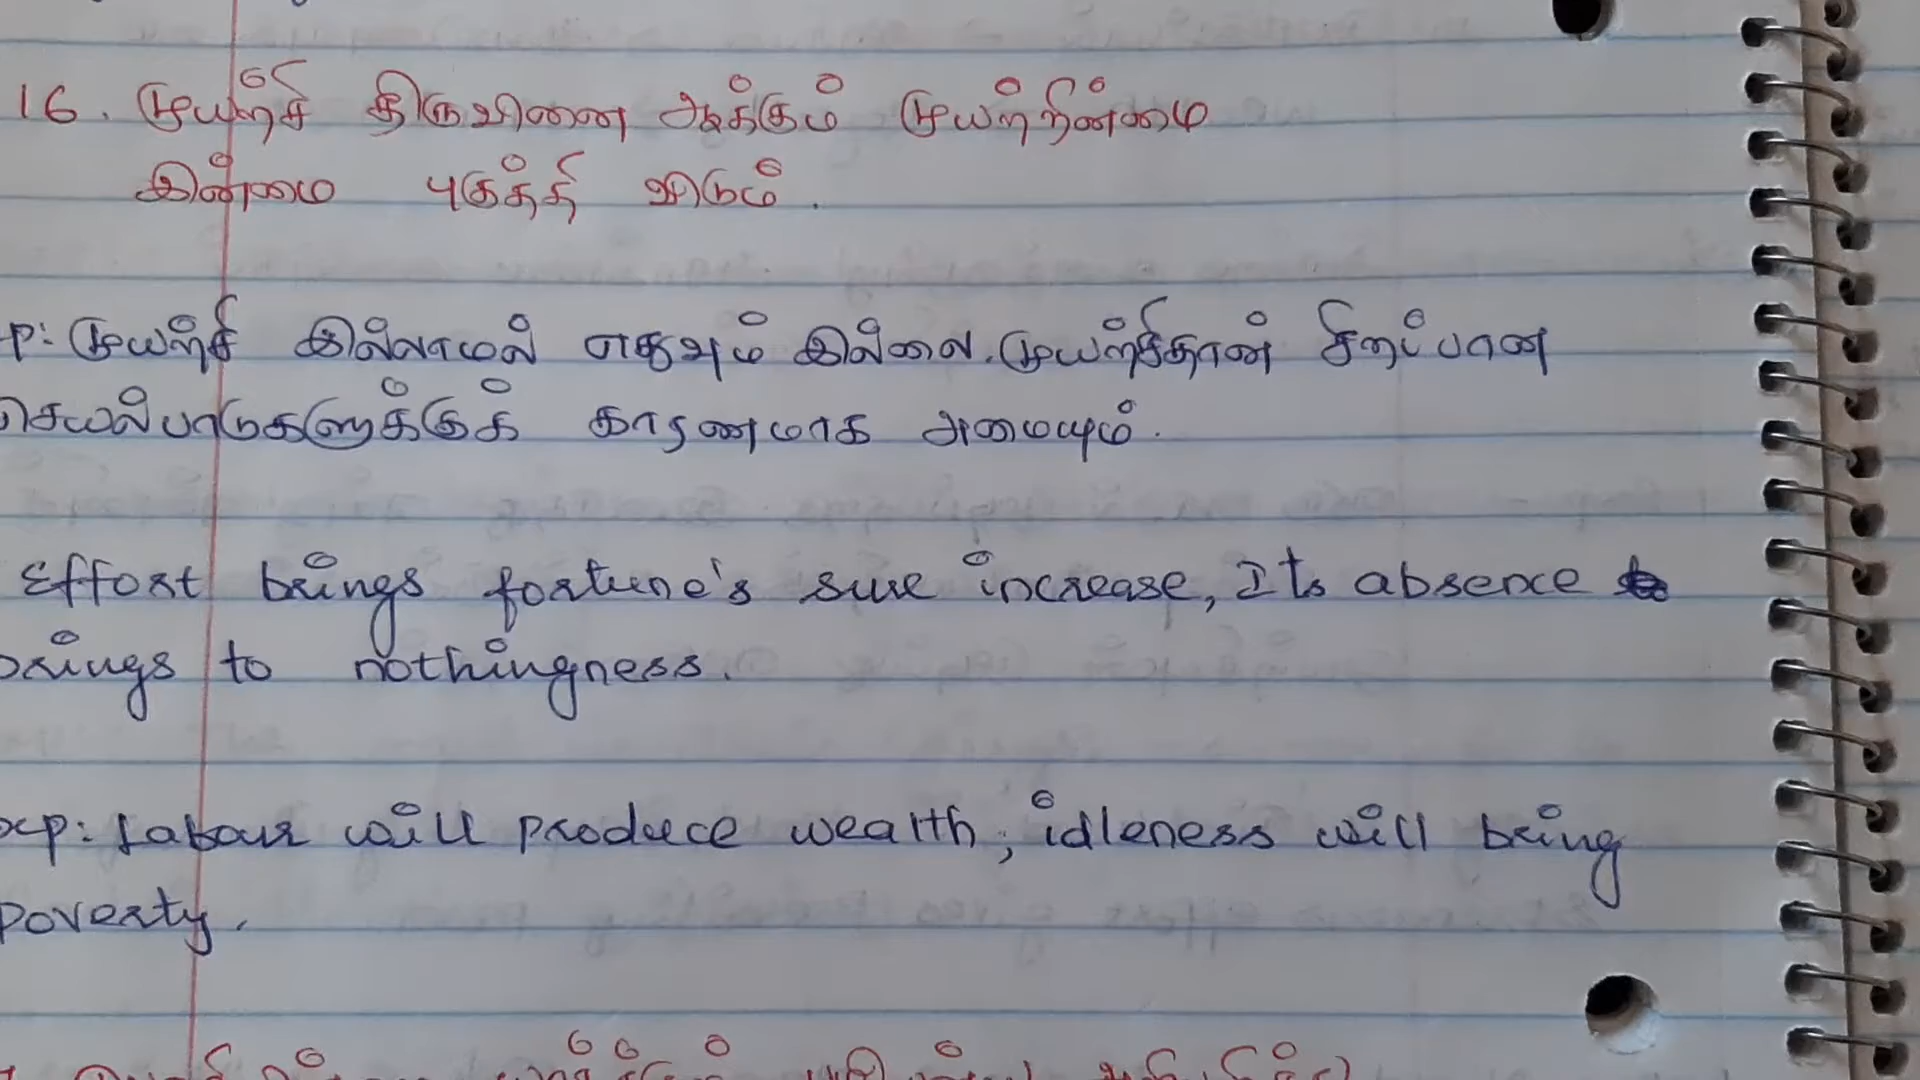 16. முயற்சி திருவினை ஆக்கும் முயற்றின்மை
இன்மை புகுத்தி விடும்.
p: முயற்சி இல்லாமல் எதுவும் இல்லை. முயற்சிதான் சிறப்பான
செயல்பாடுகளுக்குக் காரணமாக அமையும்.
Effort brings fortune's sure increase, Its absence
brings to nothingness.
xp: Labour will produce wealth; idleness will bring
poverty.